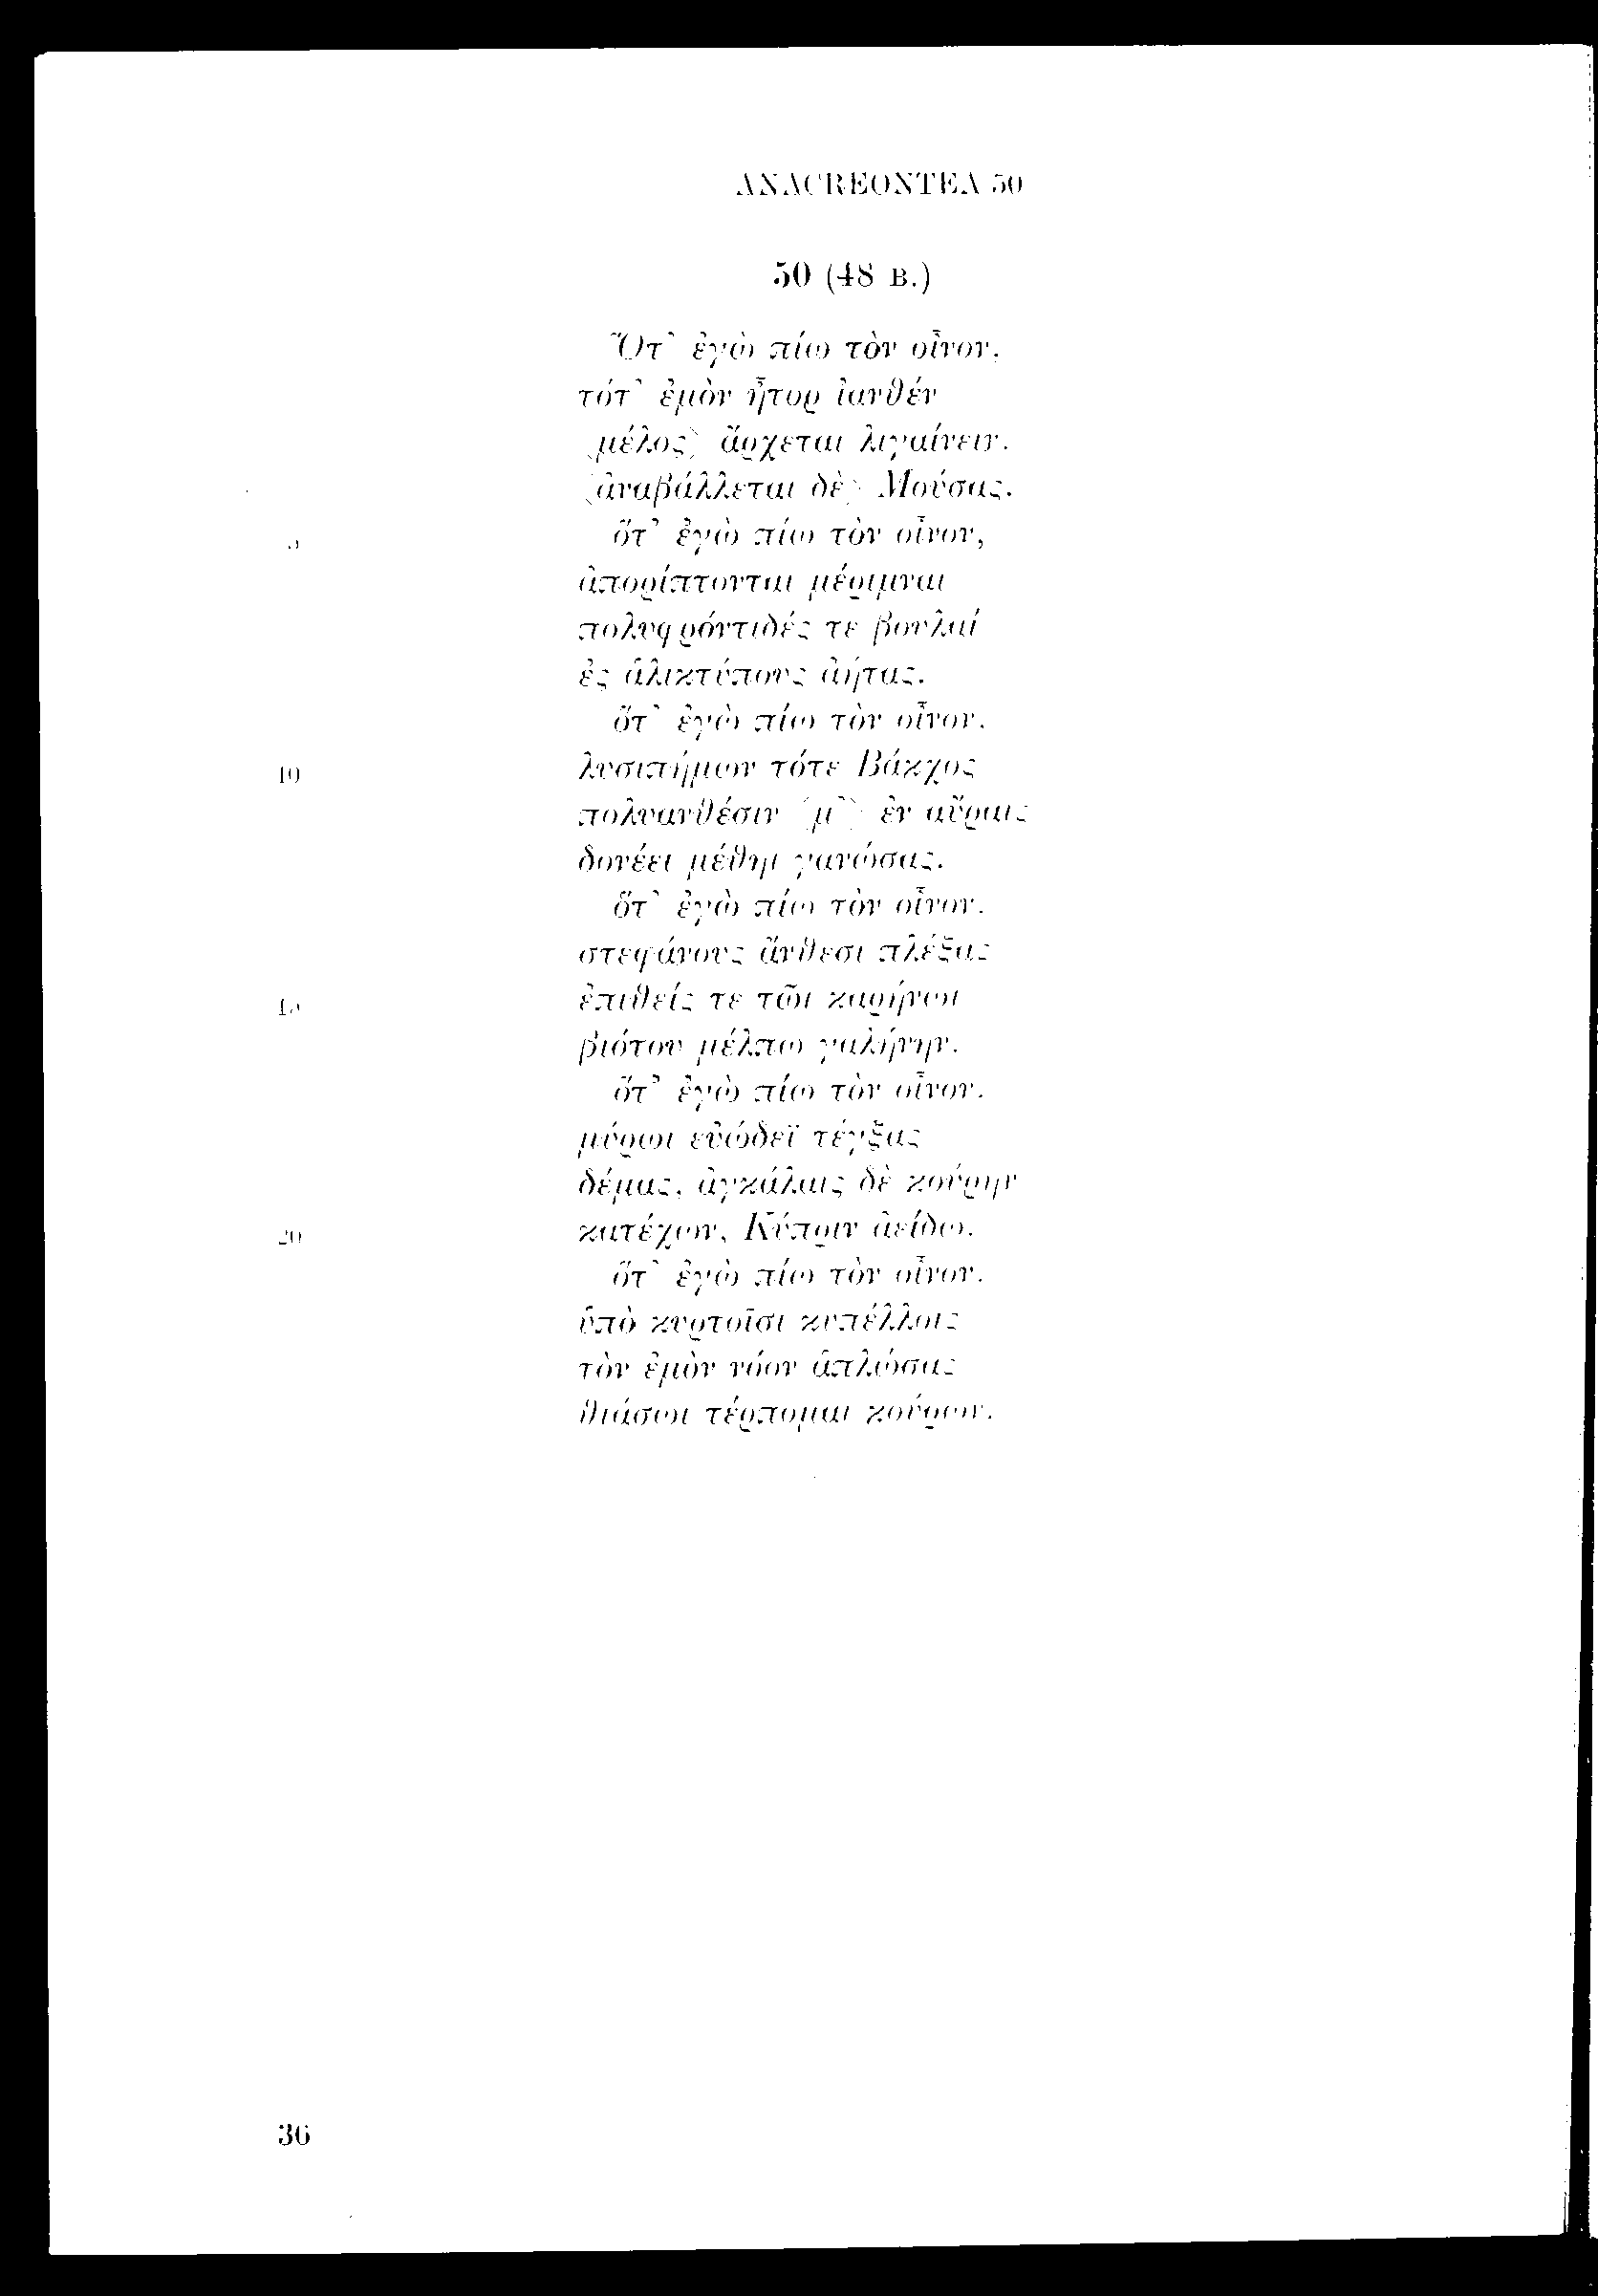 ANACREONTEA 50
50 (48 B.)
Ὅτ’ ἐγὼ πίω τὸν οἶνον,
τότ’ ἐμὸν ἦτορ ἰανθέν
⟨μέλος⟩ ἄρχεται λιγαίνειν.
⟨ἀναβάλλεται δὲ⟩ Μούσας.
5 ὅτ’ ἐγὼ πίω τὸν οἶνον,
ἀπορίπτονται μέριμναι
πολυφρόντιδές τε βουλαί
ἐς ἁλικτύπους ἀήτας.
ὅτ’ ἐγὼ πίω τὸν οἶνον,
10 λυσιπήμων τότε Βάκχος
πολυανθέσιν ⟨μ’⟩ ἐν αὔραις
δονέει μέθηι γανώσας.
ὅτ’ ἐγὼ πίω τὸν οἶνον,
στεφάνους ἄνθεσι πλέξας
15 ἐπιθείς τε τῶι καρήνωι
βιότου μέλπω γαλήνην.
ὅτ’ ἐγὼ πίω τὸν οἶνον,
μύρωι εὐώδεϊ τέγξας
δέμας, ἀγκάλαις δὲ κούρην
20 κατέχων, Κύπριν ἀείδω.
ὅτ’ ἐγὼ πίω τὸν οἶνον,
ὑπὸ κυρτοῖσι κυπέλλοις
τὸν ἐμὸν νόον ἁπλώσας
θιάσωι τέρπομαι κούρων.
36